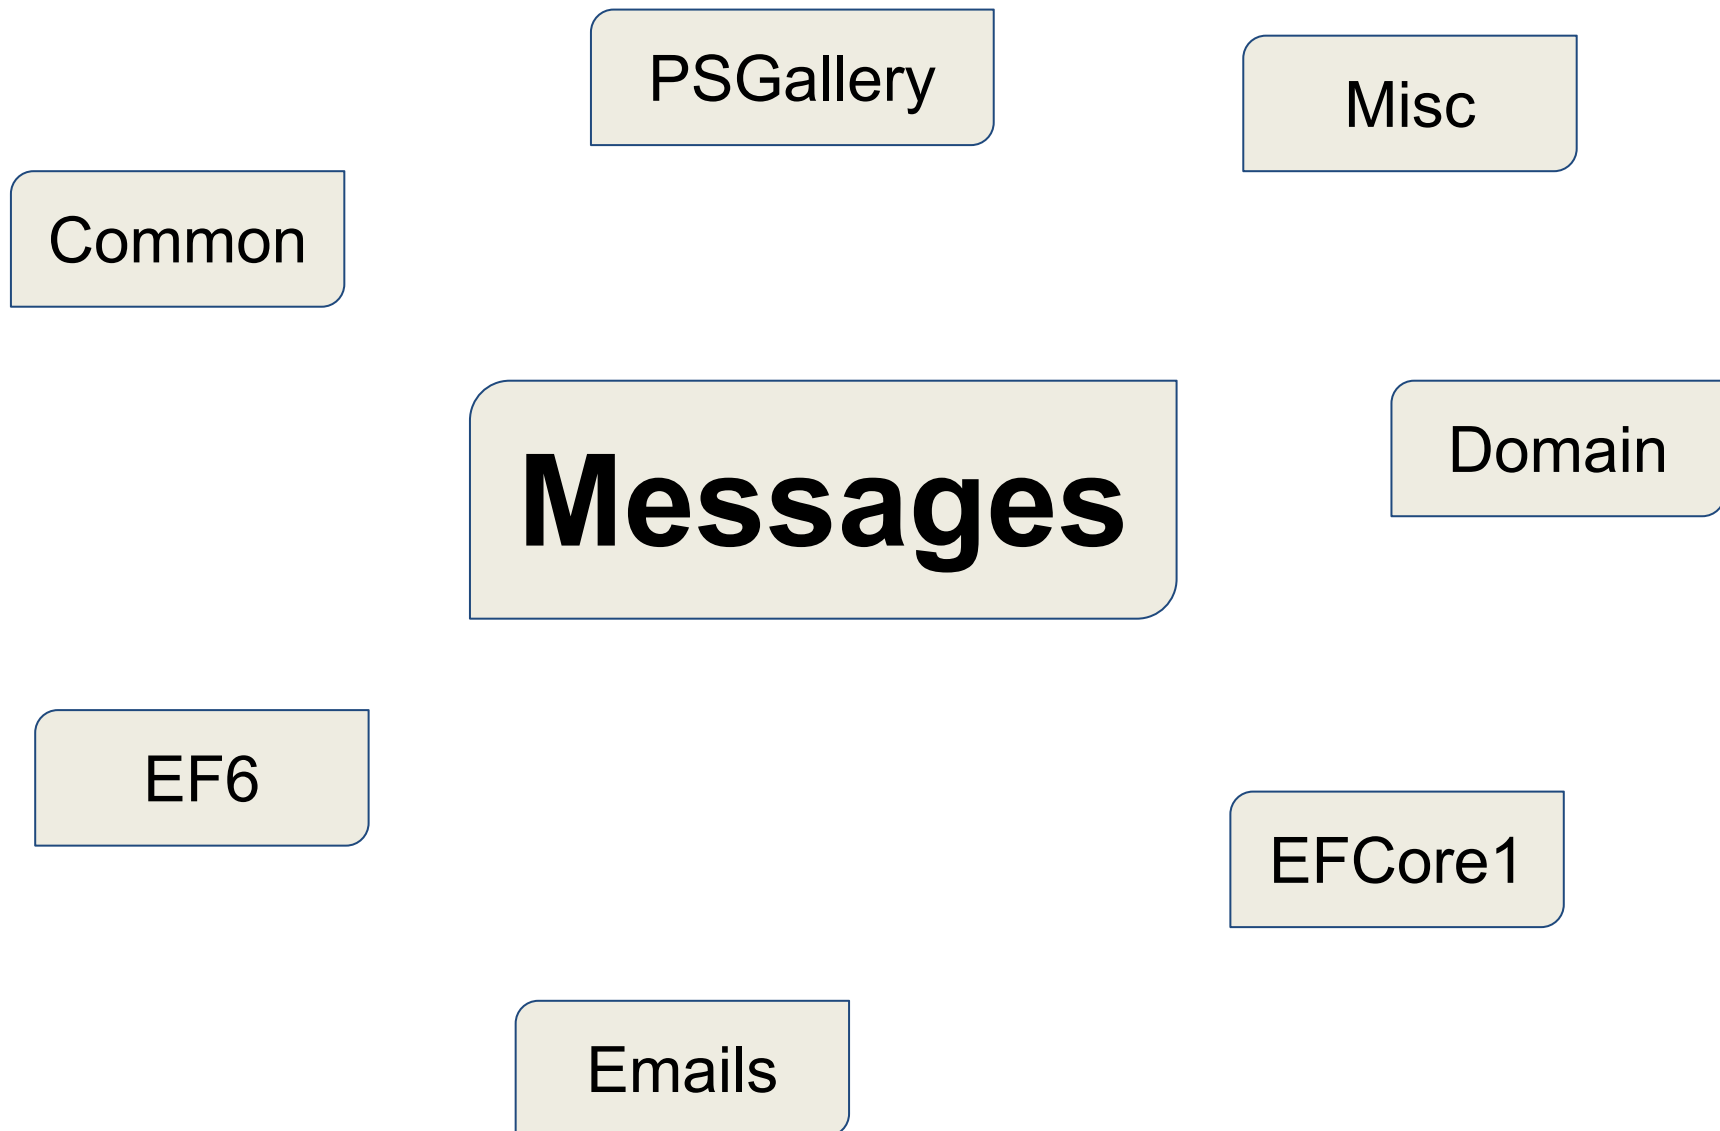 PSGallery
Misc
Common
Messages
Domain
EF6
EFCore1
Emails